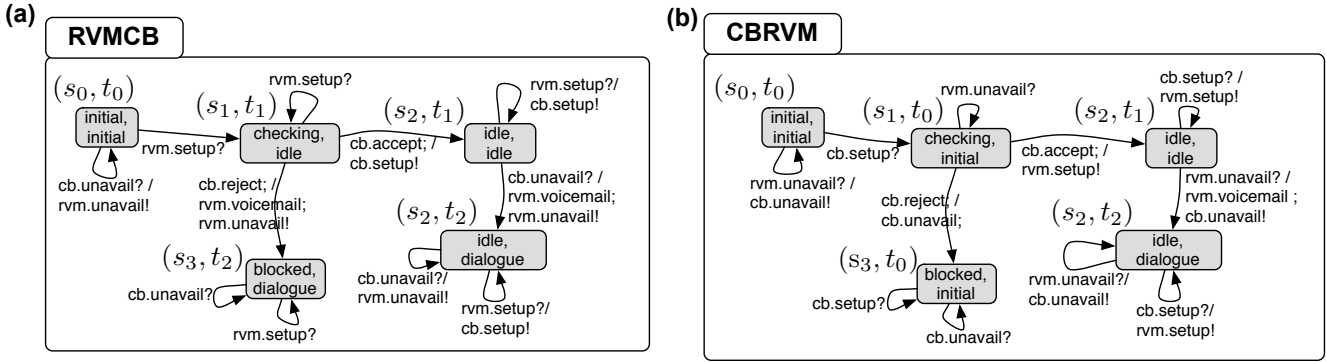 (a)
RVMCB
(s0, t0)
initial,
initial
rvm.setup?
cb.unavail? /
rvm.unavail!
(s1, t1)
rvm.setup?
checking,
idle
cb.accept; /
cb.setup!
(s2, t1)
rvm.setup?/
cb.setup!
idle,
idle
cb.reject; /
rvm.voicemail;
rvm.unavail!
cb.unavail? /
rvm.voicemail;
rvm.unavail!
(s3, t2)
blocked,
dialogue
cb.unavail?
rvm.setup?
(s2, t2)
idle,
dialogue
cb.unavail?/
rvm.unavail!
rvm.setup?/
cb.setup!
(b)
CBRVM
(s0, t0)
initial,
initial
cb.setup?
rvm.unavail? /
cb.unavail!
(s1, t0)
rvm.unavail?
checking,
initial
cb.accept; /
rvm.setup!
(s2, t1)
cb.setup? /
rvm.setup!
idle,
idle
cb.reject; /
cb.unavail;
rvm.unavail? /
rvm.voicemail ;
cb.unavail!
(s3, t0)
blocked,
initial
cb.setup?
cb.unavail?
(s2, t2)
idle,
dialogue
rvm.unavail?/
cb.unavail!
cb.setup?/
rvm.setup!